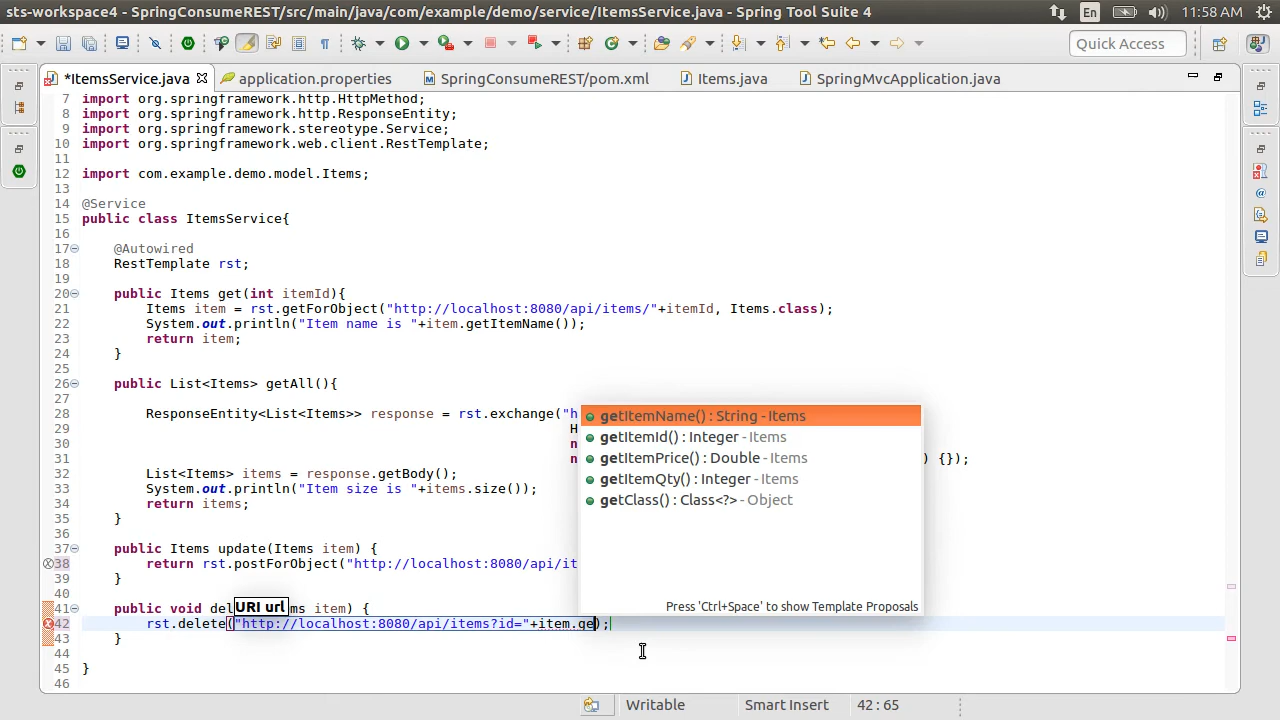 sts-workspace4 - SpringConsumeREST/src/main/java/com/example/demo/service/ItemsService.java - Spring Tool Suite 4
En
11:58 AM
Quick Access
*ItemsService.java
application.properties
SpringConsumeREST/pom.xml
Items.java
SpringMvcApplication.java
7 import org.springframework.http.HttpMethod;
8 import org.springframework.http.ResponseEntity;
9 import org.springframework.stereotype.Service;
10 import org.springframework.web.client.RestTemplate;
11
12 import com.example.demo.model.Items;
13
14 @Service
15 public class ItemsService{
16
17 @Autowired
18 RestTemplate rst;
19
20 public Items get(int itemId){
21 Items item = rst.getForObject("http://localhost:8080/api/items/"+itemId, Items.class);
22 System.out.println("Item name is "+item.getItemName());
23 return item;
24 }
25
26 public List<Items> getAll(){
27
28 ResponseEntity<List<Items>> response = rst.exchange("h
29 H
30 n
31 n ) {});
32 List<Items> items = response.getBody();
33 System.out.println("Item size is "+items.size());
34 return items;
35 }
36
37 public Items update(Items item) {
38 return rst.postForObject("http://localhost:8080/api/it
39 }
40
41 public void del ms item) {
42 rst.delete("http://localhost:8080/api/items?id="+item.ge);
43 }
44
45 }
46
URI url
getItemName() : String - Items
getItemId() : Integer - Items
getItemPrice() : Double - Items
getItemQty() : Integer - Items
getClass() : Class<?> - Object
Press 'Ctrl+Space' to show Template Proposals
Writable
Smart Insert
42 : 65